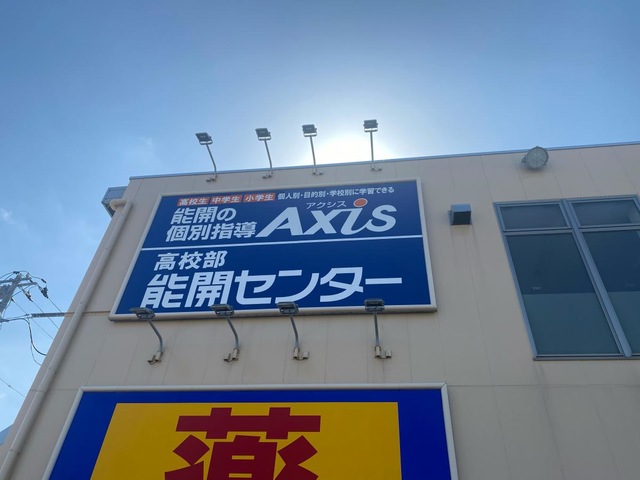 高校生 中学生 小学生 個人別・目的別・学校別に学習できる
能開の
個別指導
アクシス
Axis
高校部
能開センター
薬